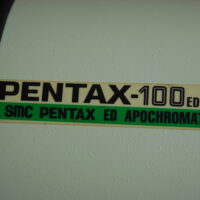 PENTAX-100ED
SMC PENTAX ED APOCHROMAT